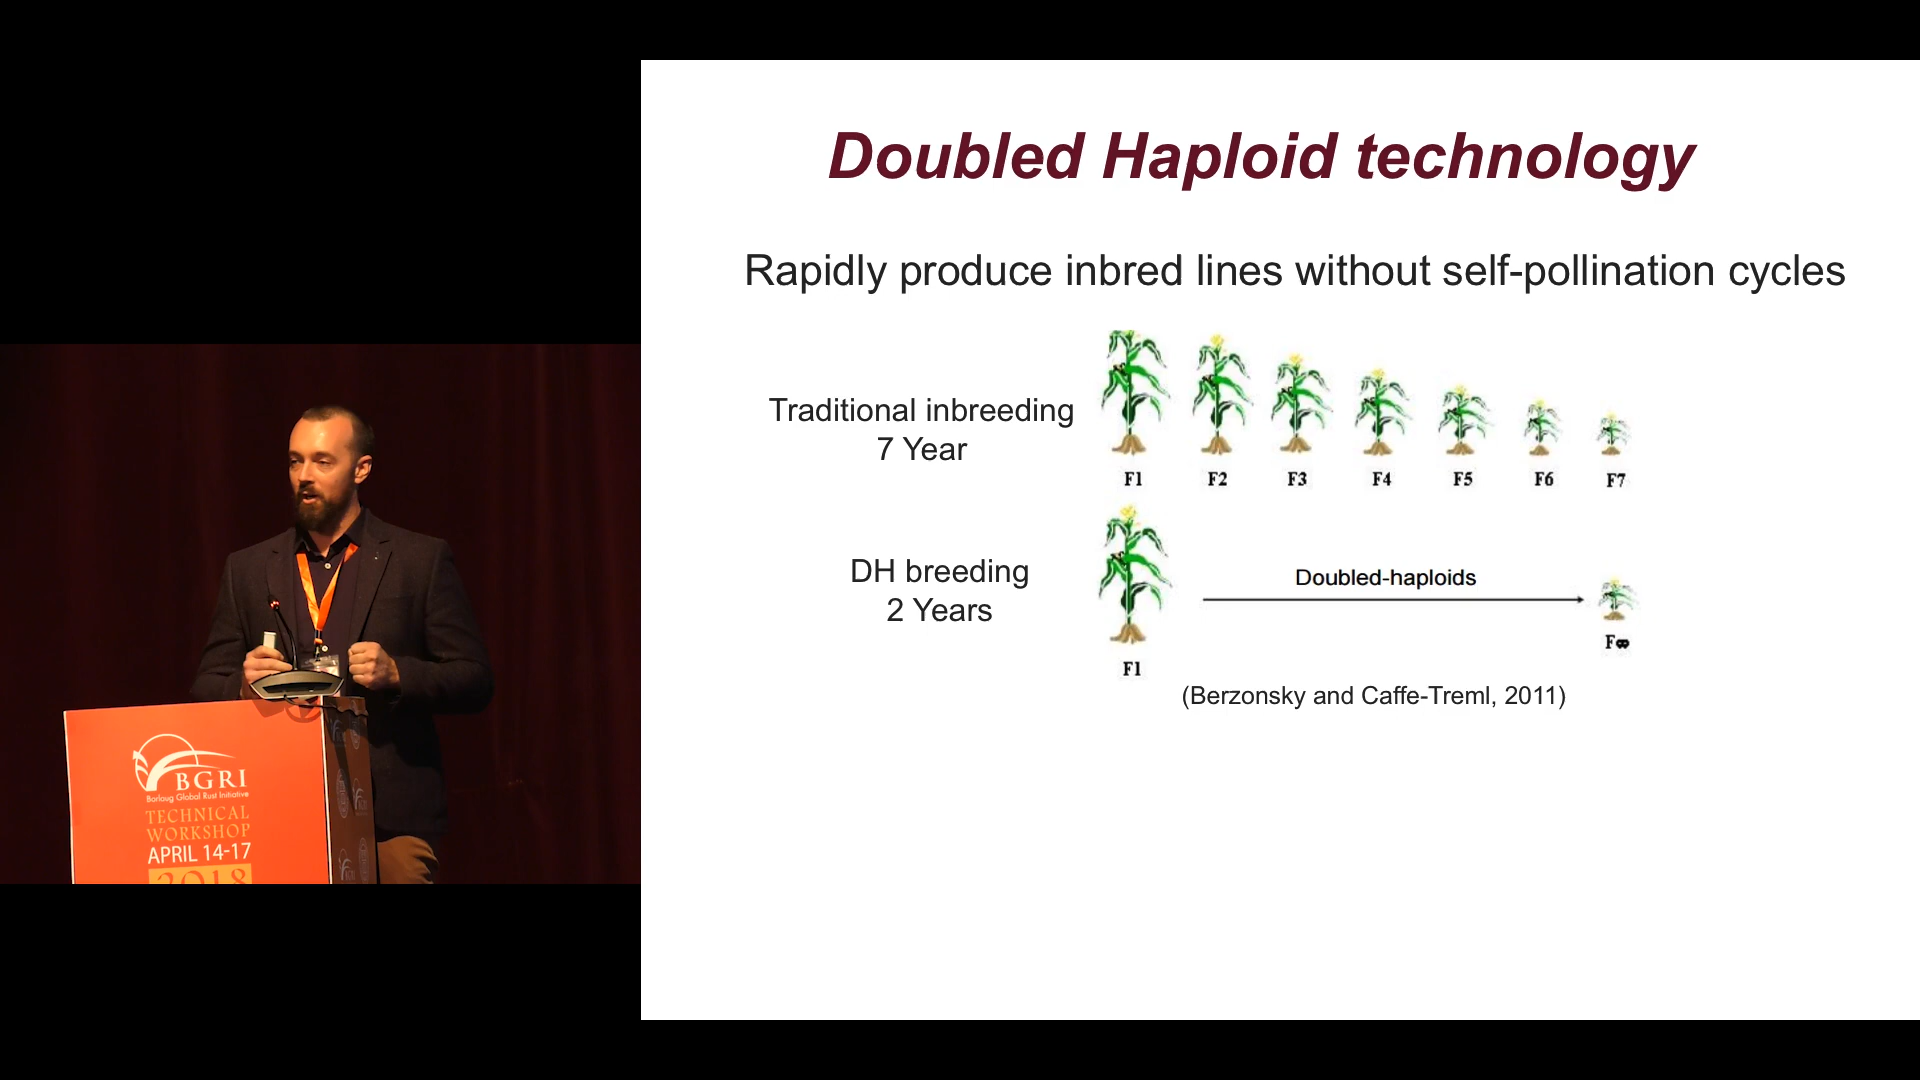 Doubled Haploid technology
Rapidly produce inbred lines without self-pollination cycles
Traditional inbreeding
7 Year
F1 F2 F3 F4 F5 F6 F7
DH breeding
2 Years
Doubled-haploids
F1
F∞
(Berzonsky and Caffe-Treml, 2011)
BGRI
Borlaug Global Rust Initiative
TECHNICAL
WORKSHOP
APRIL 14-17
2018